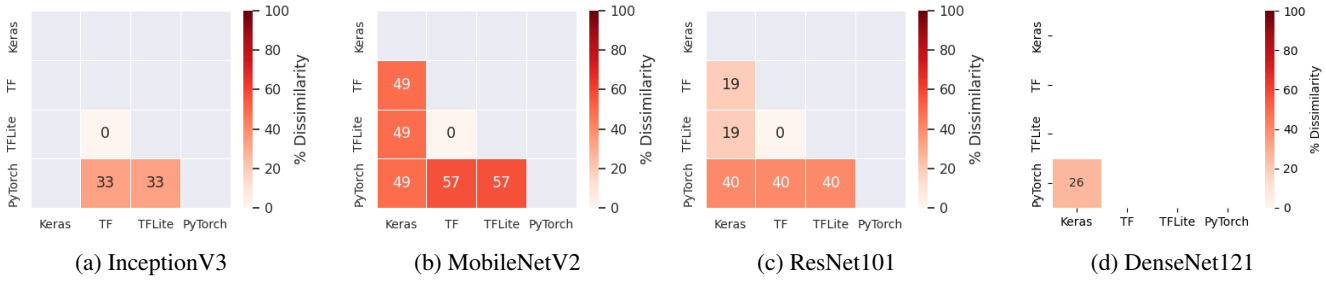 Keras
TF
TFLite
PyTorch
0
33 33
Keras TF TFLite PyTorch
100
80
60
40
20
0
% Dissimilarity
(a) InceptionV3
Keras
TF
TFLite
PyTorch
49
49 0
49 57 57
Keras TF TFLite PyTorch
100
80
60
40
20
0
% Dissimilarity
(b) MobileNetV2
Keras
TF
TFLite
PyTorch
19
19 0
40 40 40
Keras TF TFLite PyTorch
100
80
60
40
20
0
% Dissimilarity
(c) ResNet101
Keras
TF
TFLite
PyTorch
26
Keras TF TFLite PyTorch
100
80
60
40
20
0
% Dissimilarity
(d) DenseNet121